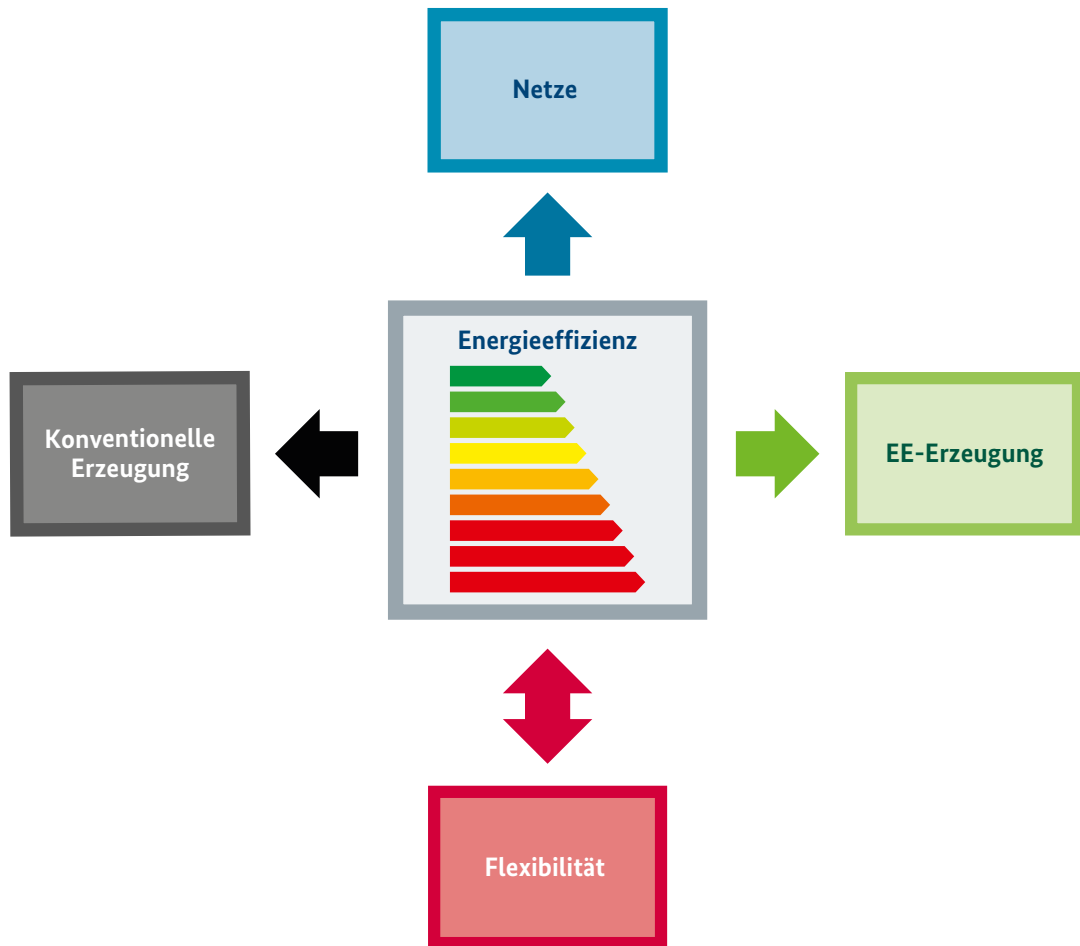 Netze
Energieeffizienz
Konventionelle
Erzeugung
EE-Erzeugung
Flexibilität